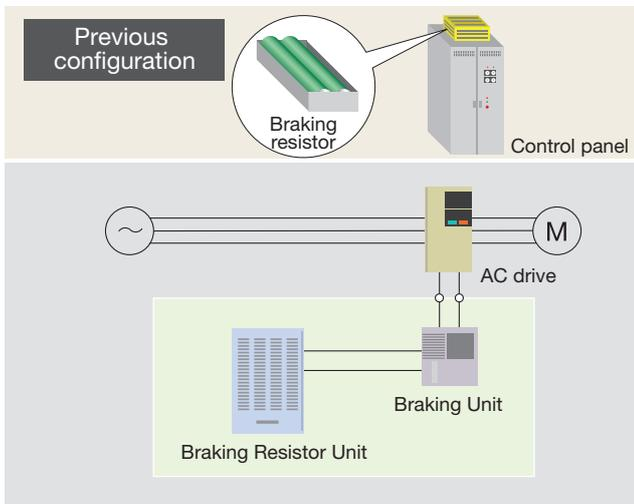 Previous
configuration
Braking
resistor
Control panel
M
AC drive
Braking Unit
Braking Resistor Unit